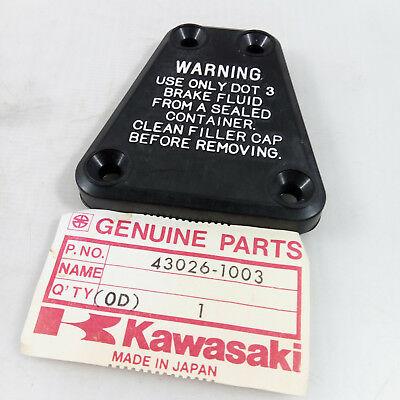 WARNING.
USE ONLY DOT 3
BRAKE FLUID
FROM A SEALED
CONTAINER.
CLEAN FILLER CAP
BEFORE REMOVING.
GENUINE PARTS
P. NO. 43026-1003
NAME
Q'TY (OD) 1
Kawasaki
MADE IN JAPAN